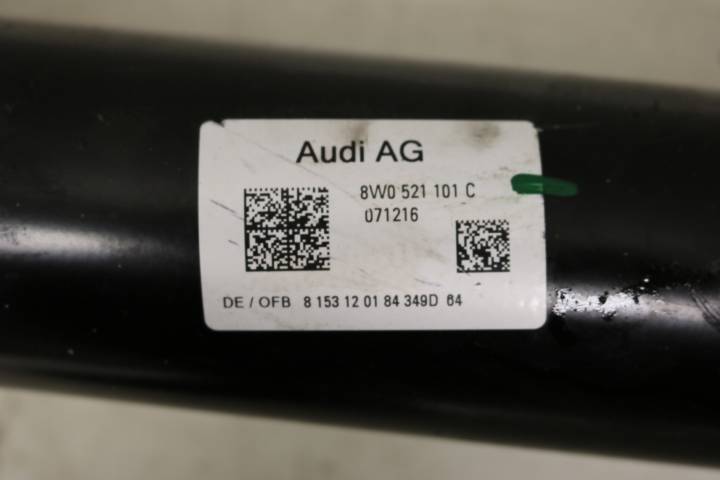 Audi AG
8W0 521 101 C
071216
DE / OFB 8 153 12 01 84 349D 64